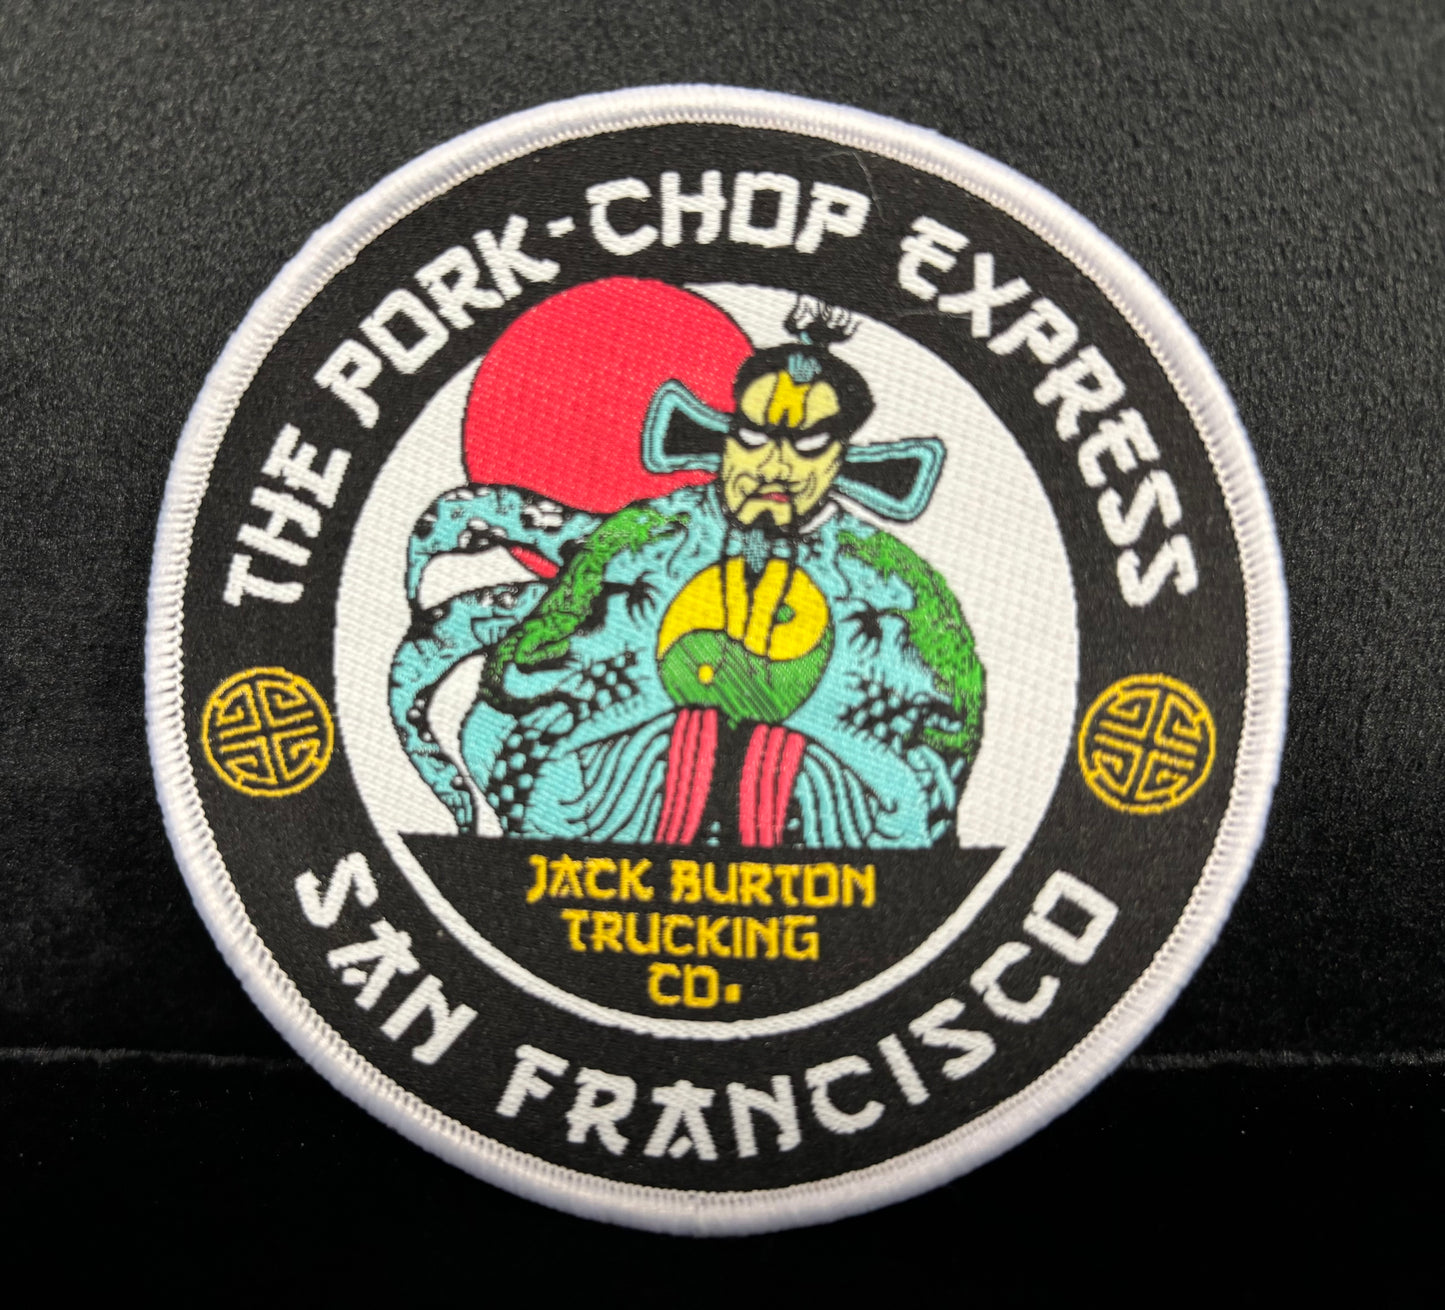 THE PORK-CHOP EXPRESS
JACK BURTON
TRUCKING
CO.
SAN FRANCISCO